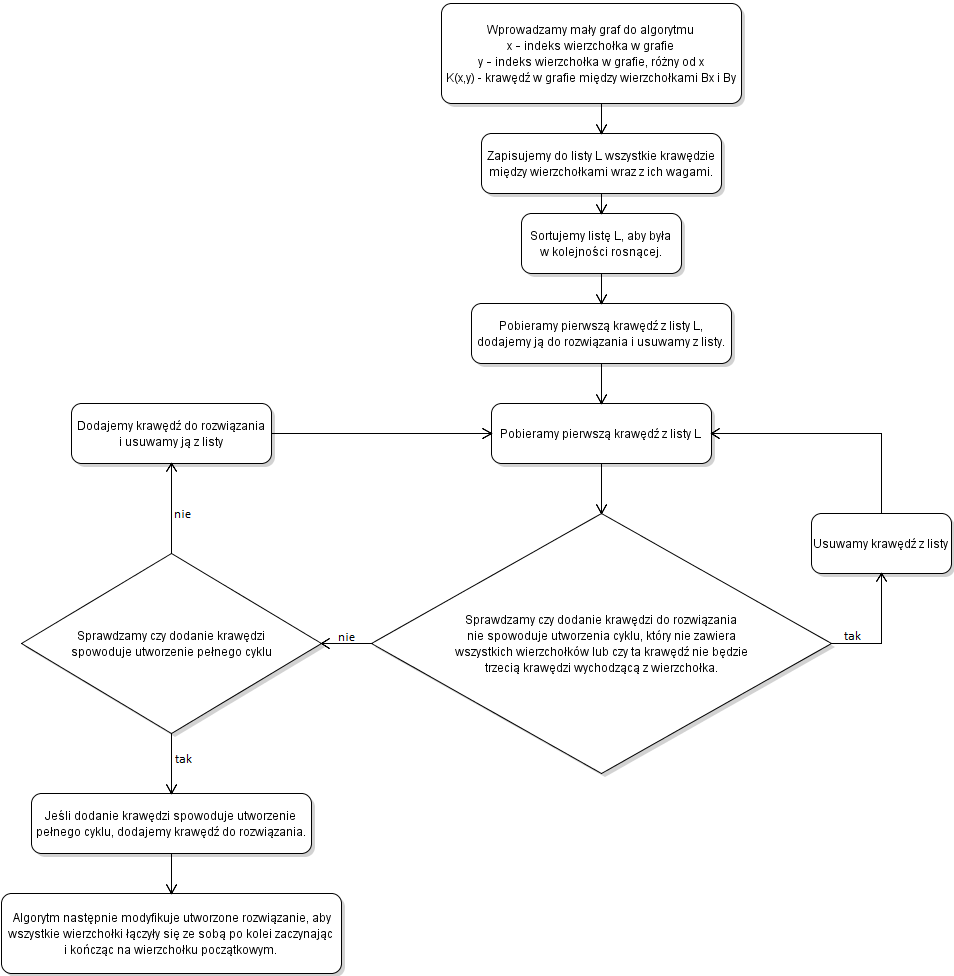 Wprowadzamy mały graf do algorytmu
x - indeks wierzchołka w grafie
y - indeks wierzchołka w grafie, różny od x
K(x,y) - krawędź w grafie między wierzchołkami Bx i By
Zapisujemy do listy L wszystkie krawędzie
między wierzchołkami wraz z ich wagami.
Sortujemy listę L, aby była
w kolejności rosnącej.
Pobieramy pierwszą krawędź z listy L,
dodajemy ją do rozwiązania i usuwamy z listy.
Pobieramy pierwszą krawędź z listy L
Dodajemy krawędź do rozwiązania
i usuwamy ją z listy
nie
Usuwamy krawędź z listy
Sprawdzamy czy dodanie krawędzi do rozwiązania
nie spowoduje utworzenia cyklu, który nie zawiera
wszystkich wierzchołków lub czy ta krawędź nie będzie
trzecią krawędzi wychodzącą z wierzchołka.
tak
nie
Sprawdzamy czy dodanie krawędzi
spowoduje utworzenie pełnego cyklu
tak
Jeśli dodanie krawędzi spowoduje utworzenie
pełnego cyklu, dodajemy krawędź do rozwiązania.
Algorytm następnie modyfikuje utworzone rozwiązanie, aby
wszystkie wierzchołki łączyły się ze sobą po kolei zaczynając
i kończąc na wierzchołku początkowym.